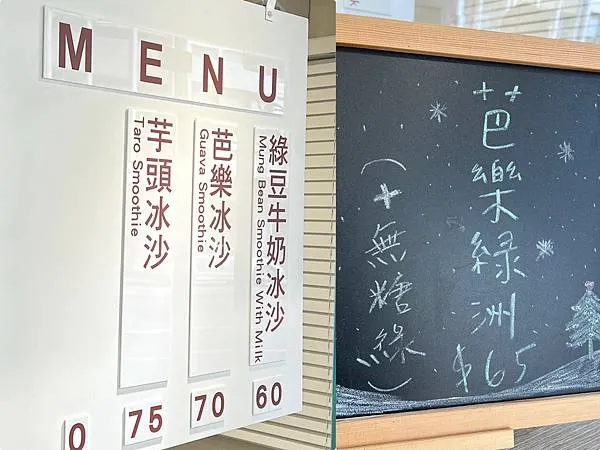 MENU
綠豆牛奶冰沙
Mung Bean Smoothie With Milk
60
芭樂冰沙
Guava Smoothie
70
芋頭冰沙
Taro Smoothie
75
0
芭樂綠洲
$65
(+無糖綠)